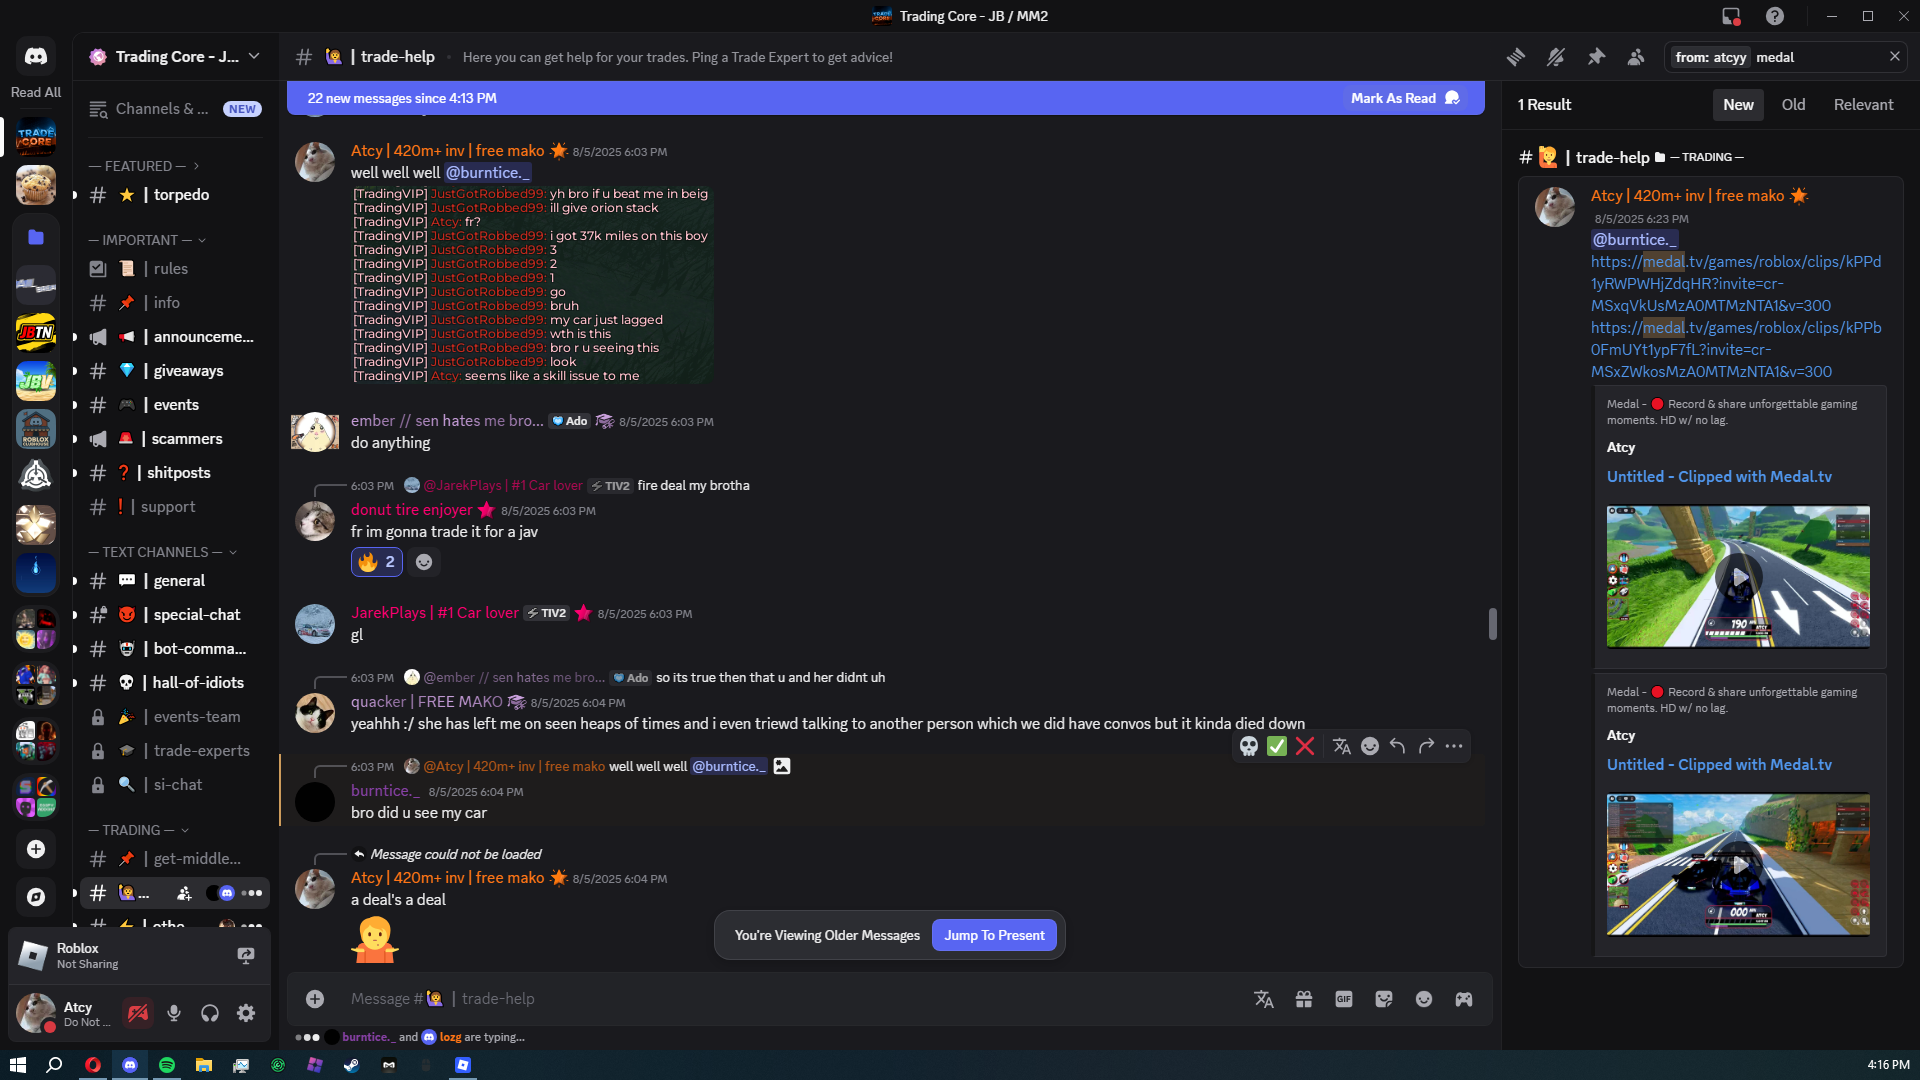 Trading Core - JB / MM2
Read All
Trading Core - J...
Channels & ... NEW
— FEATURED —
⭐ | torpedo
— IMPORTANT —
| rules
| info
| announceme...
| giveaways
| events
| scammers
| shitposts
| support
— TEXT CHANNELS —
| general
| special-chat
| bot-comma...
| hall-of-idiots
| events-team
| trade-experts
| si-chat
— TRADING —
| get-middle...
...
Roblox
Not Sharing
Atcy
Do Not ...
# | trade-help • Here you can get help for your trades. Ping a Trade Expert to get advice!
22 new messages since 4:13 PM Mark As Read
Atcy | 420m+ inv | free mako 8/5/2025 6:03 PM
well well well @burntice._
[TradingVIP] JustGotRobbed99: yh bro if u beat me in beig
[TradingVIP] JustGotRobbed99: ill give orion stack
[TradingVIP] Atcy: fr?
[TradingVIP] JustGotRobbed99: i got 37k miles on this boy
[TradingVIP] JustGotRobbed99: 3
[TradingVIP] JustGotRobbed99: 2
[TradingVIP] JustGotRobbed99: 1
[TradingVIP] JustGotRobbed99: go
[TradingVIP] JustGotRobbed99: bruh
[TradingVIP] JustGotRobbed99: my car just lagged
[TradingVIP] JustGotRobbed99: wth is this
[TradingVIP] JustGotRobbed99: bro r u seeing this
[TradingVIP] JustGotRobbed99: look
[TradingVIP] Atcy: seems like a skill issue to me
ember // sen hates me bro... Ado 8/5/2025 6:03 PM
do anything
6:03 PM @JarekPlays | #1 Car lover TIV2 fire deal my brotha
donut tire enjoyer 8/5/2025 6:03 PM
fr im gonna trade it for a jav
🔥 2
JarekPlays | #1 Car lover TIV2 8/5/2025 6:03 PM
gl
6:03 PM @ember // sen hates me bro... Ado so its true then that u and her didnt uh
quacker | FREE MAKO 8/5/2025 6:04 PM
yeahhh :/ she has left me on seen heaps of times and i even triewd talking to another person which we did have convos but it kinda died down
6:03 PM @Atcy | 420m+ inv | free mako well well well @burntice._
burntice._ 8/5/2025 6:04 PM
bro did u see my car
Message could not be loaded
Atcy | 420m+ inv | free mako 8/5/2025 6:04 PM
a deal's a deal
You're Viewing Older Messages Jump To Present
Message # | trade-help
GIF
burntice._ and lozg are typing...
from: atcyy medal
1 Result New Old Relevant
# | trade-help — TRADING —
Atcy | 420m+ inv | free mako
8/5/2025 6:23 PM
@burntice._
https://medal.tv/games/roblox/clips/kPPd
1yRWPWHjZdqHR?invite=cr-
MSxqVkUsMzA0MTMzNTA1&v=300
https://medal.tv/games/roblox/clips/kPPb
0FmUYt1ypF7fL?invite=cr-
MSxZWkosMzA0MTMzNTA1&v=300
Medal - 🔴 Record & share unforgettable gaming
moments. HD w/ no lag.
Atcy
Untitled - Clipped with Medal.tv
190
ATCY
Medal - 🔴 Record & share unforgettable gaming
moments. HD w/ no lag.
Atcy
Untitled - Clipped with Medal.tv
000
4:16 PM